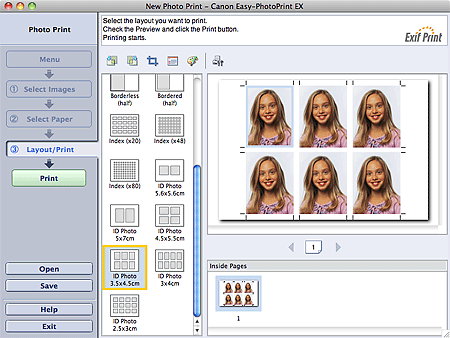 New Photo Print - Canon Easy-PhotoPrint EX
Photo Print
Select the layout you want to print.
Check the Preview and click the Print button.
Printing starts.
Exif Print
Menu
① Select Images
② Select Paper
③ Layout/Print
Print
Open
Save
Help
Exit
Borderless
(half)
Bordered
(half)
Index (x20)
Index (x48)
Index (x80)
ID Photo
5.6x5.6cm
ID Photo
5x7cm
ID Photo
4.5x5.5cm
ID Photo
3.5x4.5cm
ID Photo
3x4cm
ID Photo
2.5x3cm
1
Inside Pages
1